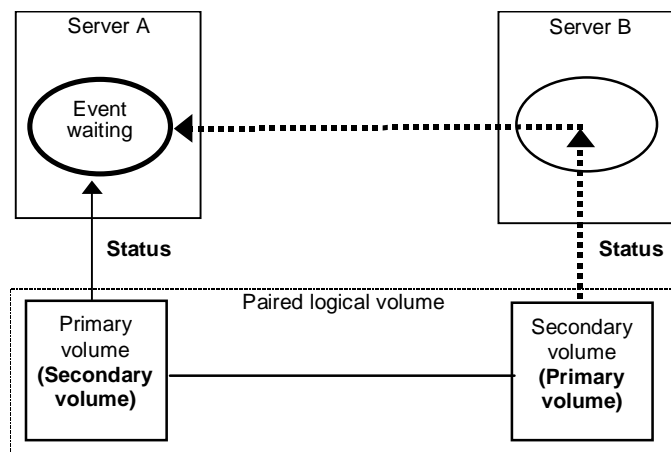 Server A
Server B
Event
waiting
Status
Status
Paired logical volume
Primary
volume
(Secondary
volume)
Secondary
volume
(Primary
volume)